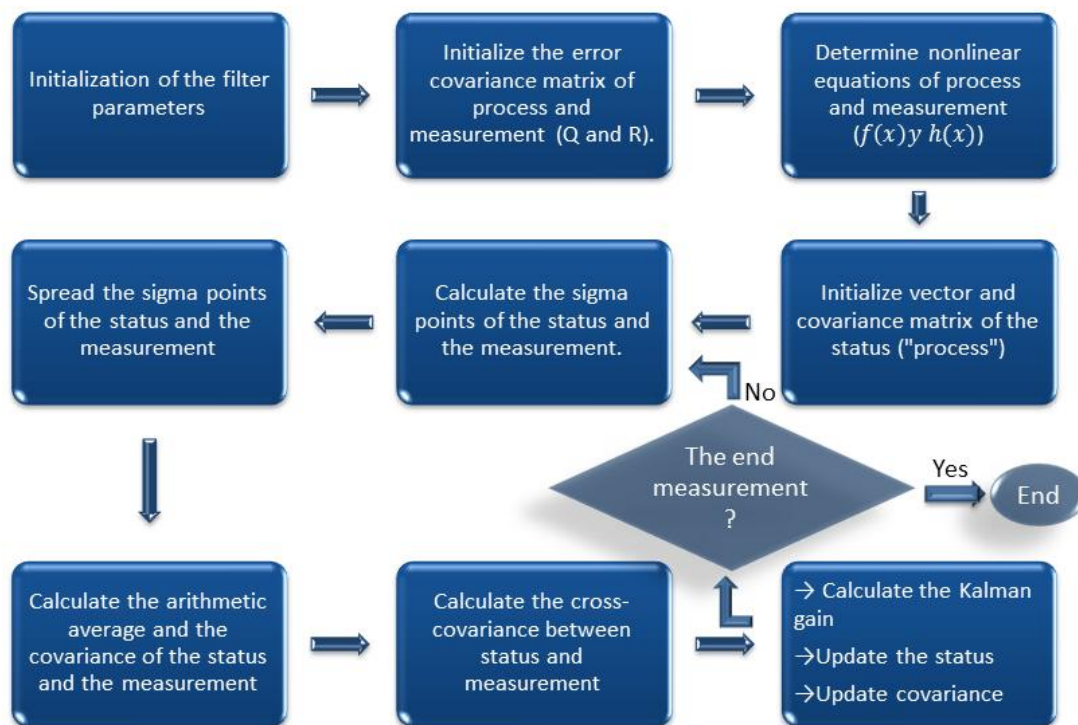 Initialization of the filter
parameters
Initialize the error
covariance matrix of
process and
measurement (Q and R).
Determine nonlinear
equations of process
and measurement
(f(x)y h(x))
Initialize vector and
covariance matrix of the
status ("process")
Calculate the sigma
points of the status and
the measurement.
Spread the sigma points
of the status and the
measurement
Calculate the arithmetic
average and the
covariance of the status
and the measurement
Calculate the cross-
covariance between
status and
measurement
→ Calculate the Kalman
gain
→Update the status
→Update covariance
The end
measurement
?
No
Yes
End